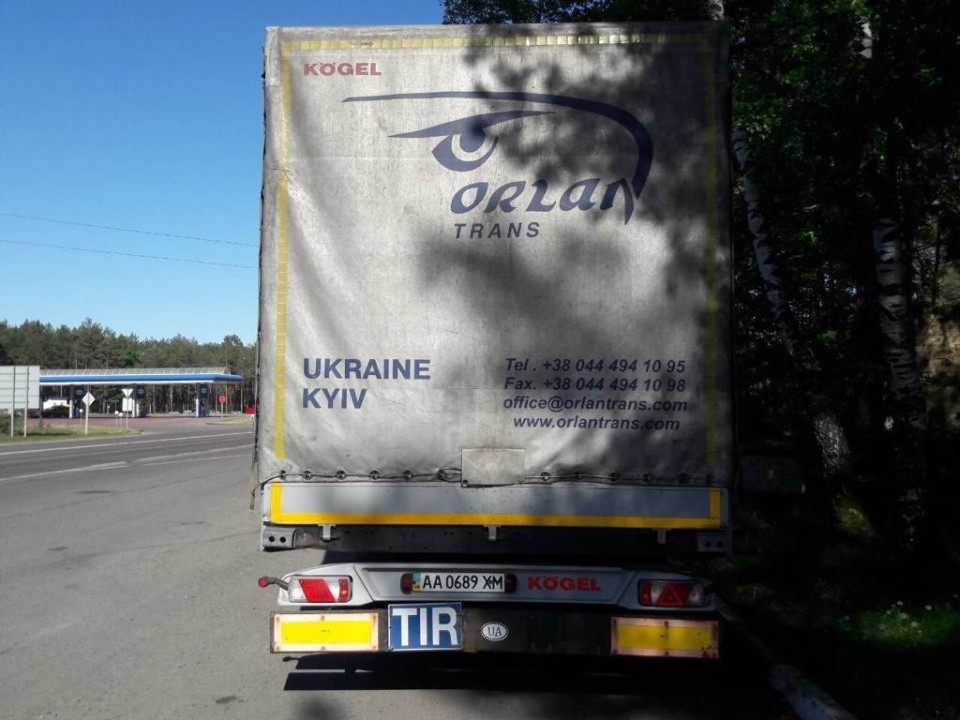 KÖGEL
ORLAN
TRANS
UKRAINE
KYIV
Tel . +38 044 494 10 95
Fax. +38 044 494 10 98
office@orlantrans.com
www.orlantrans.com
AA 0689 XM
KÖGEL
TIR
UA